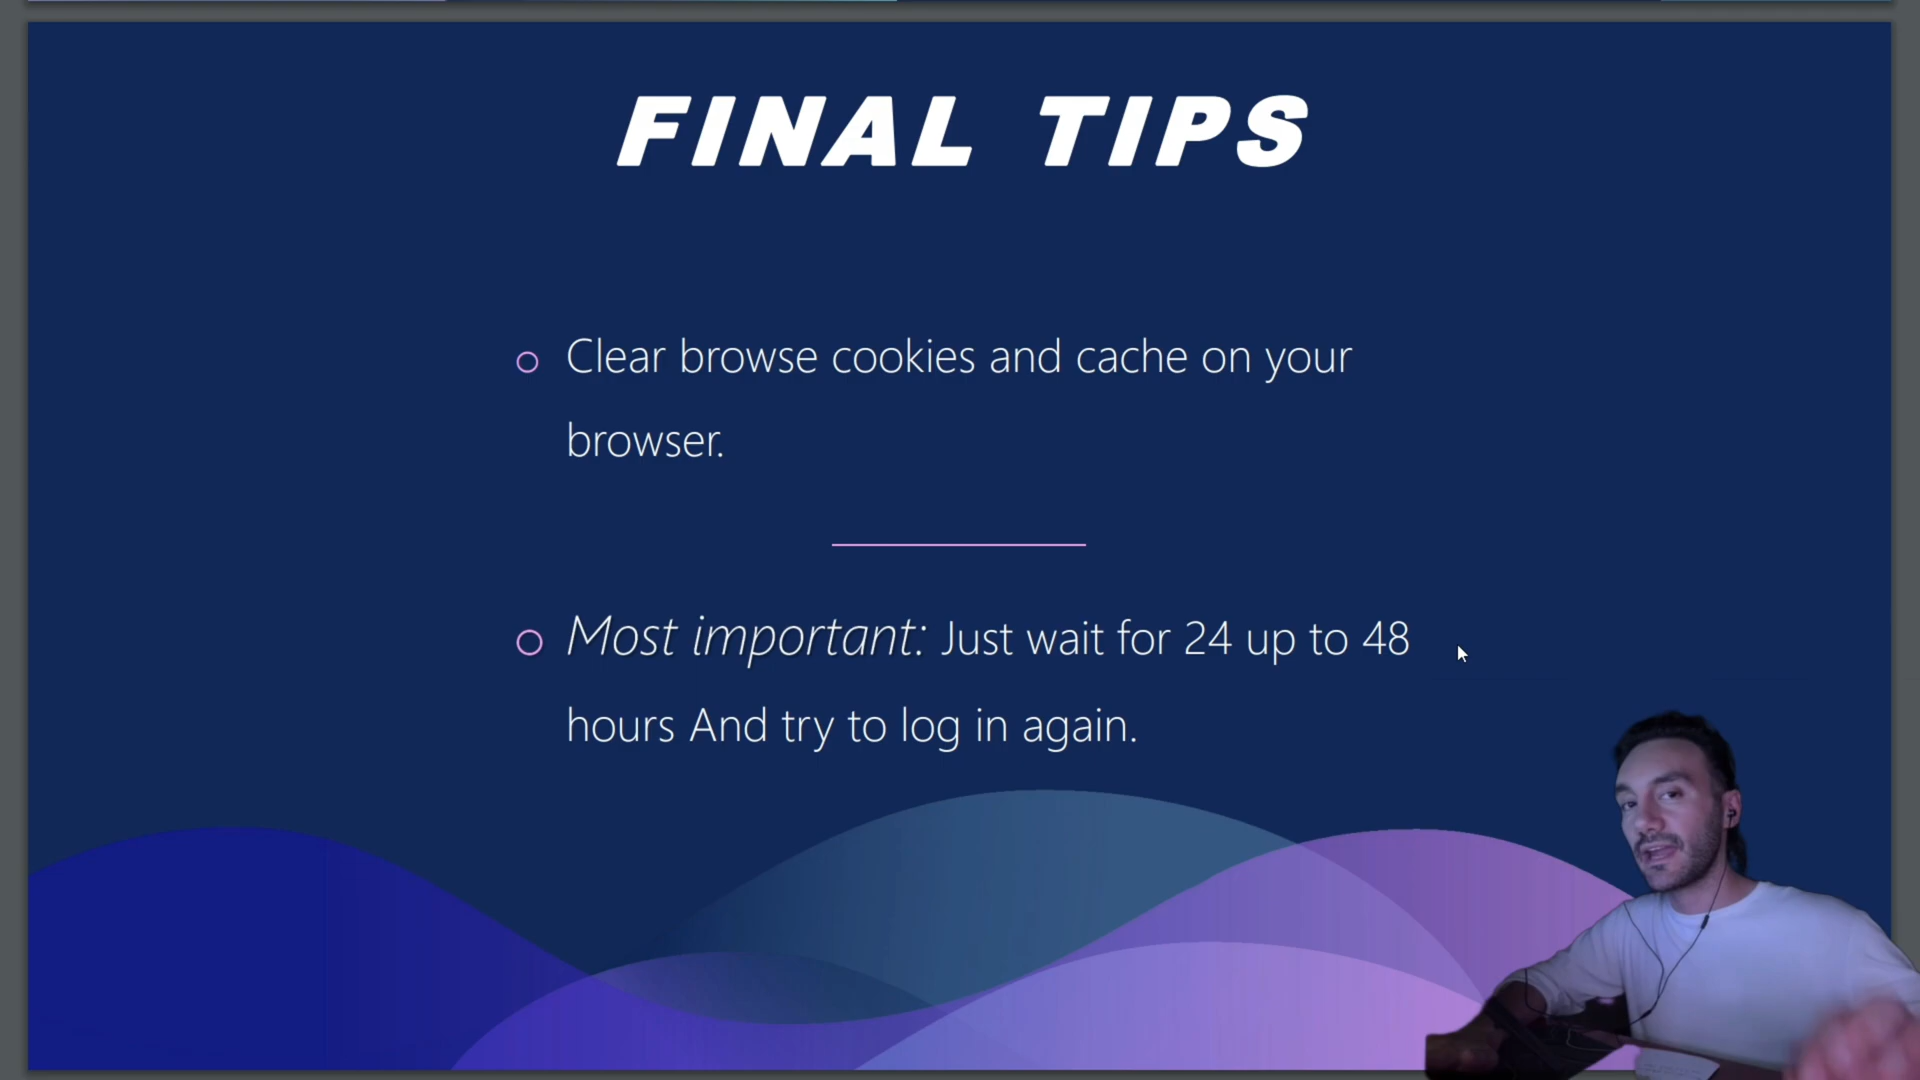 FINAL TIPS
Clear browse cookies and cache on your
browser.
Most important: Just wait for 24 up to 48
hours And try to log in again.